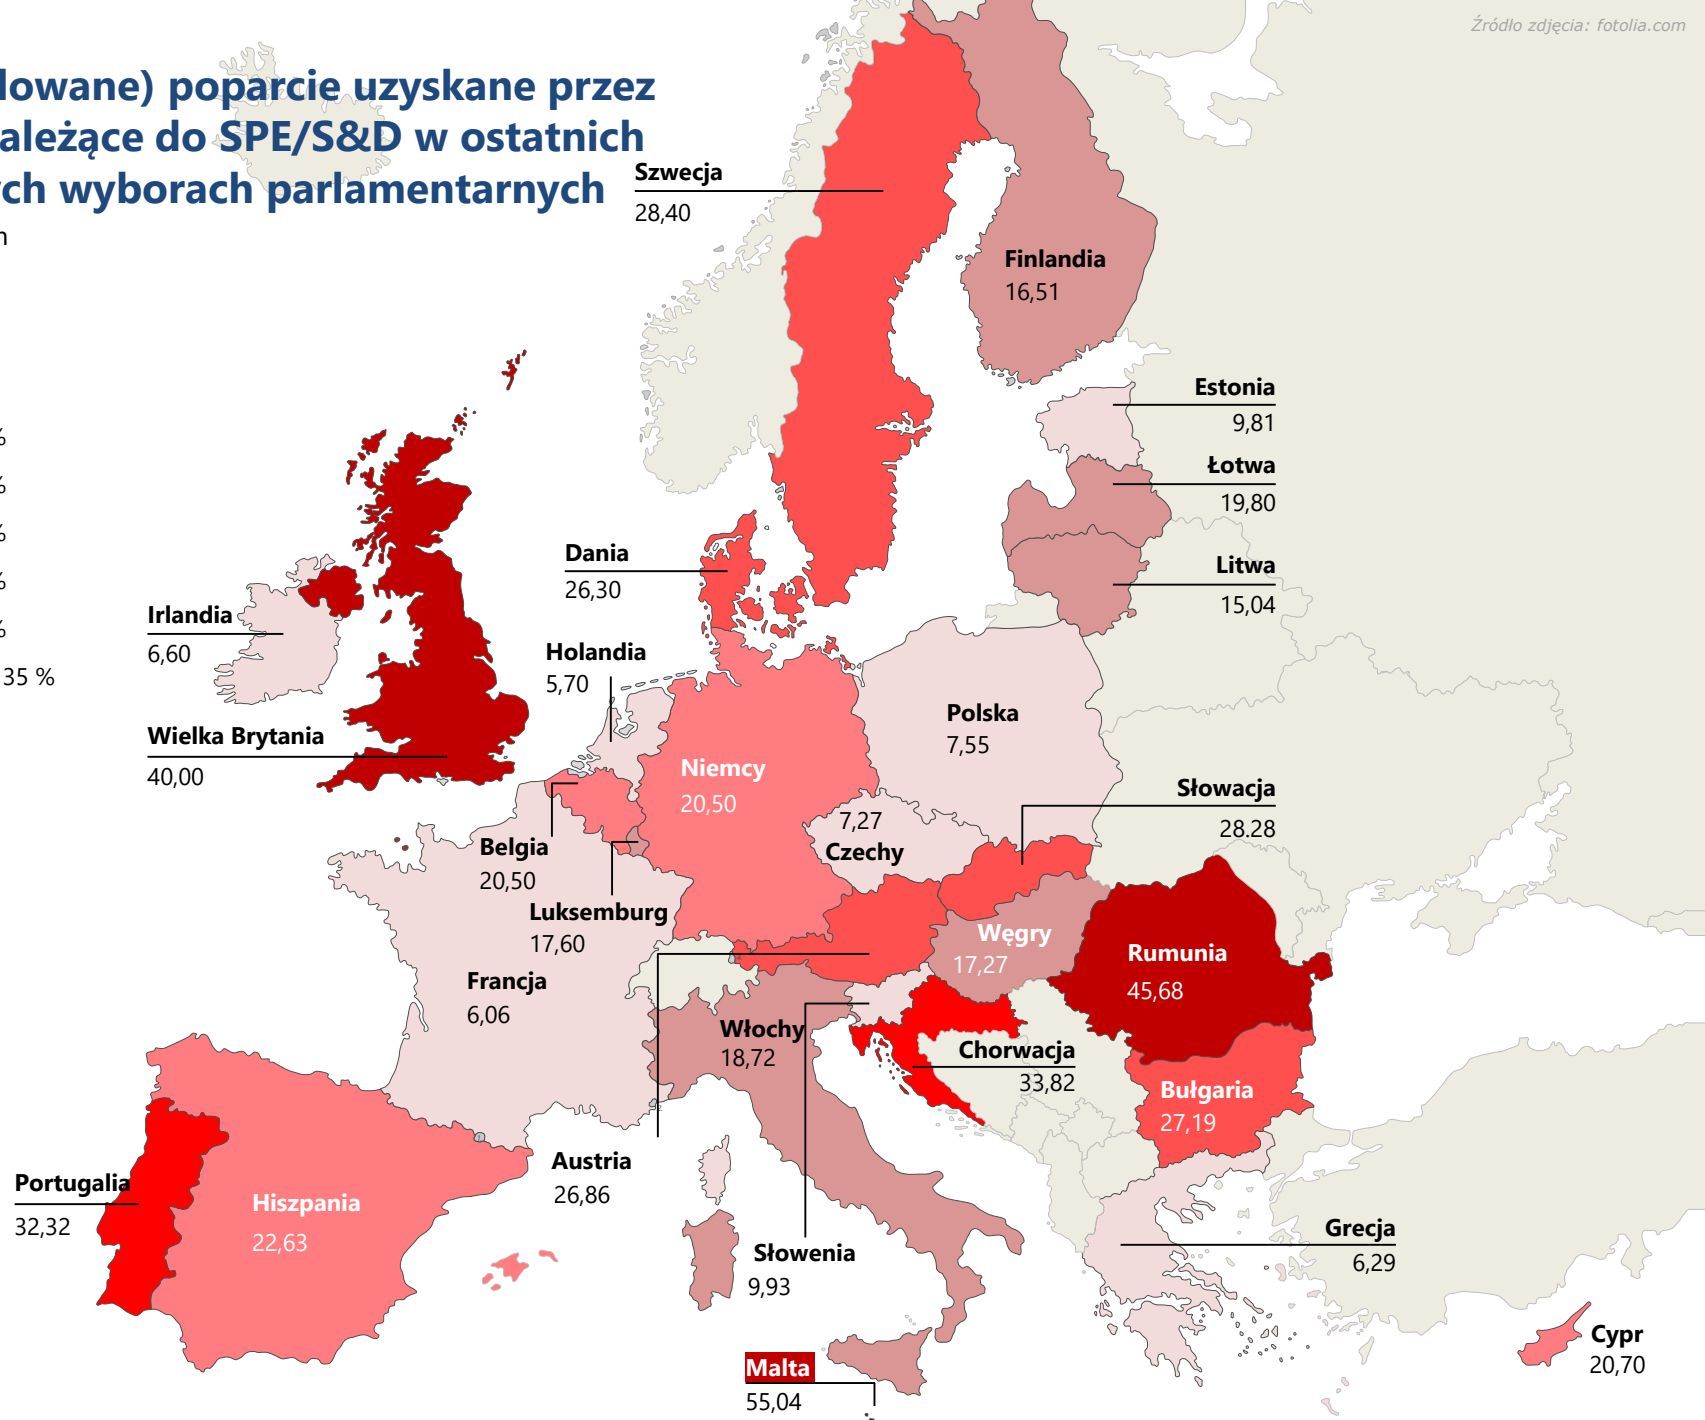 Źródło zdjęcia: fotolia.com
lowane) poparcie uzyskane przez
ależące do SPE/S&D w ostatnich
ych wyborach parlamentarnych
Szwecja
28,40
Finlandia
16,51
Estonia
9,81
Łotwa
19,80
Litwa
15,04
%
%
%
%
%
35 %
Dania
26,30
Irlandia
6,60
Holandia
5,70
Wielka Brytania
40,00
Polska
7,55
Niemcy
20,50
Słowacja
28.28
7,27
Czechy
Belgia
20,50
Luksemburg
17,60
Węgry
17,27
Rumunia
45,68
Francja
6,06
Włochy
18,72
Chorwacja
33,82
Bułgaria
27,19
Austria
26,86
Portugalia
32,32
Hiszpania
22,63
Słowenia
9,93
Grecja
6,29
Cypr
20,70
Malta
55,04